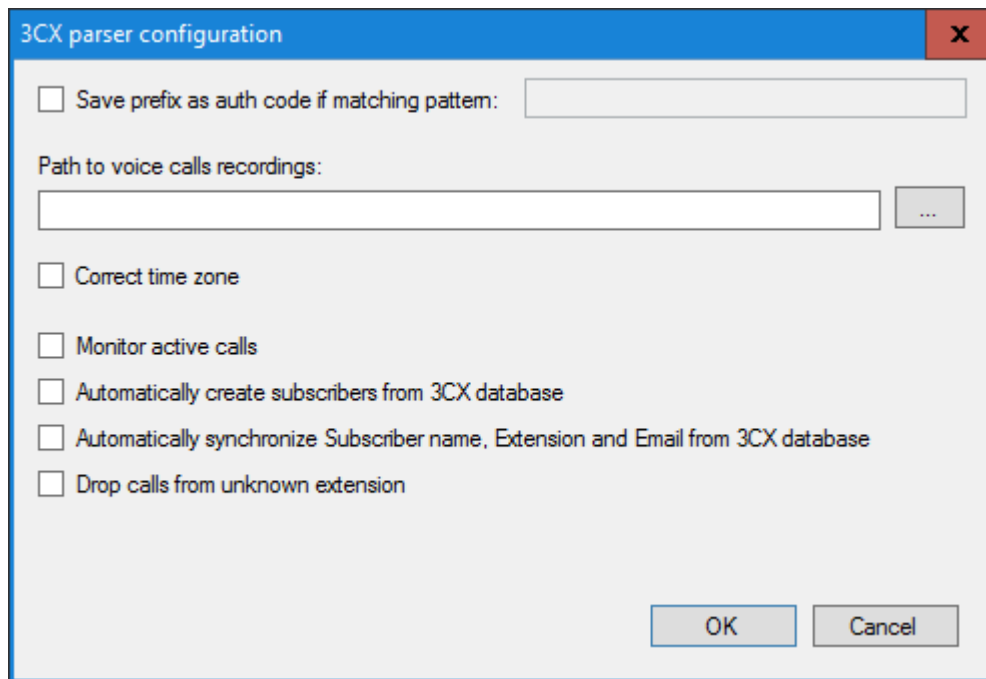 3CX parser configuration
x
Save prefix as auth code if matching pattern:
Path to voice calls recordings:
...
Correct time zone
Monitor active calls
Automatically create subscribers from 3CX database
Automatically synchronize Subscriber name, Extension and Email from 3CX database
Drop calls from unknown extension
OK Cancel